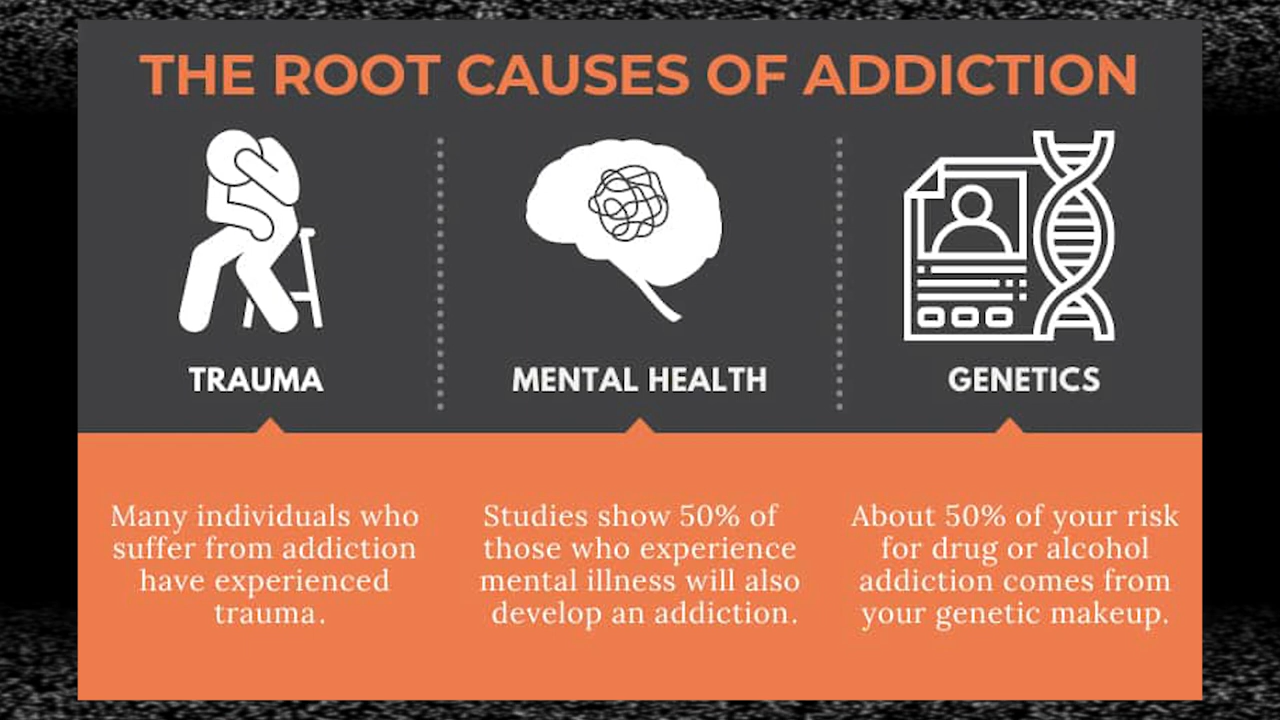 THE ROOT CAUSES OF ADDICTION
TRAUMA
MENTAL HEALTH
GENETICS
Many individuals who
suffer from addiction
have experienced
trauma.
Studies show 50% of
those who experience
mental illness will also
develop an addiction.
About 50% of your risk
for drug or alcohol
addiction comes from
your genetic makeup.